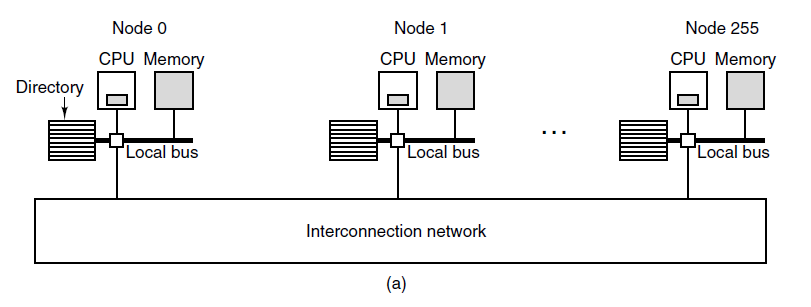 Node 0 Node 1 Node 255
CPU Memory CPU Memory CPU Memory
Directory
...
Local bus Local bus Local bus
Interconnection network
(a)